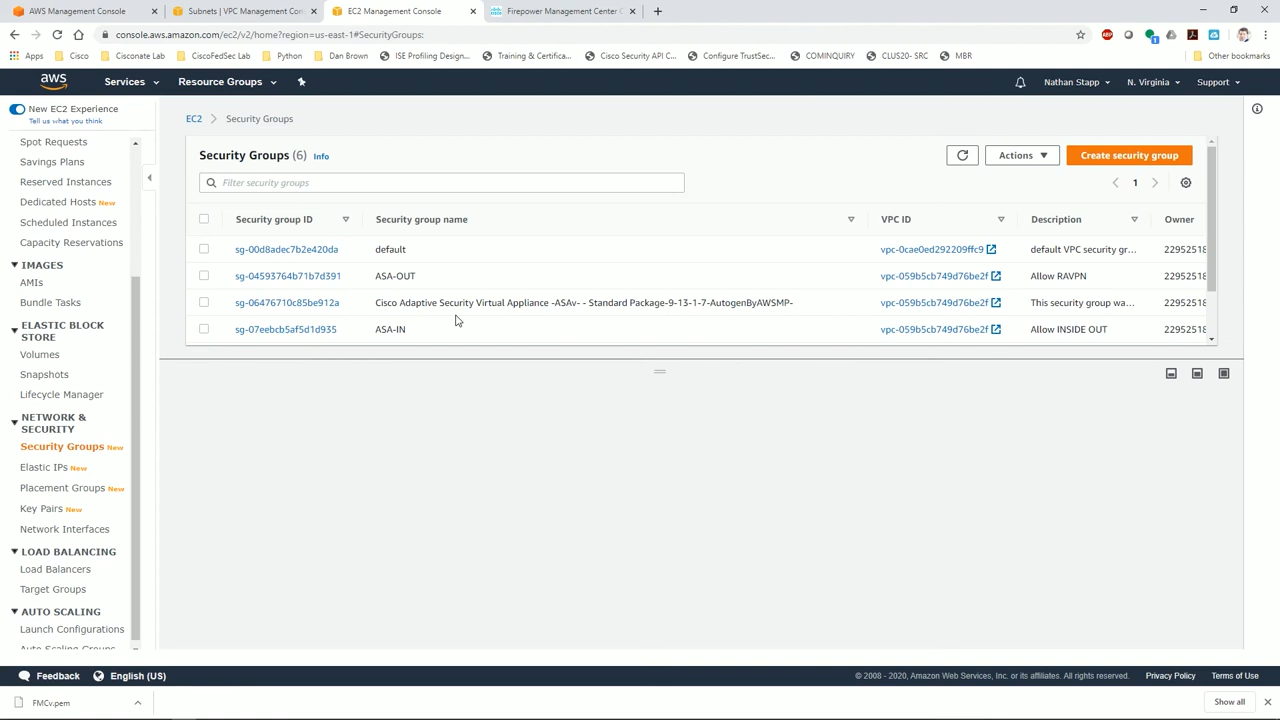 AWS Management Console
Subnets | VPC Management Con
EC2 Management Console
Firepower Management Center C
console.aws.amazon.com/ec2/v2/home?region=us-east-1#SecurityGroups:
Apps
Cisco
Cisconate Lab
CiscoFedSec Lab
Python
Dan Brown
ISE Profiling Design...
Training & Certifica...
Cisco Security API C...
Configure TrustSec...
COMINQUIRY
CLUS20- SRC
MBR
Other bookmarks
aws
Services
Resource Groups
Nathan Stapp
N. Virginia
Support
New EC2 Experience
Tell us what you think
Spot Requests
Savings Plans
Reserved Instances
Dedicated Hosts New
Scheduled Instances
Capacity Reservations
IMAGES
AMIs
Bundle Tasks
ELASTIC BLOCK
STORE
Volumes
Snapshots
Lifecycle Manager
NETWORK &
SECURITY
Security Groups New
Elastic IPs New
Placement Groups New
Key Pairs New
Network Interfaces
LOAD BALANCING
Load Balancers
Target Groups
AUTO SCALING
Launch Configurations
Auto Scaling Groups
EC2 > Security Groups
Security Groups (6) Info
Actions
Create security group
Filter security groups
1
Security group ID Security group name VPC ID Description Owner
sg-00d8adec7b2e420da default vpc-0cae0ed292209ffc9 default VPC security gr... 22952518
sg-04593764b71b7d391 ASA-OUT vpc-059b5cb749d76be2f Allow RAVPN 22952518
sg-06476710c85be912a Cisco Adaptive Security Virtual Appliance -ASAv- - Standard Package-9-13-1-7-AutogenByAWSMP- vpc-059b5cb749d76be2f This security group wa... 22952518
sg-07eebcb5af5d1d935 ASA-IN vpc-059b5cb749d76be2f Allow INSIDE OUT 22952518
Feedback
English (US)
© 2008 - 2020, Amazon Web Services, Inc. or its affiliates. All rights reserved.
Privacy Policy
Terms of Use
FMCv.pem
Show all